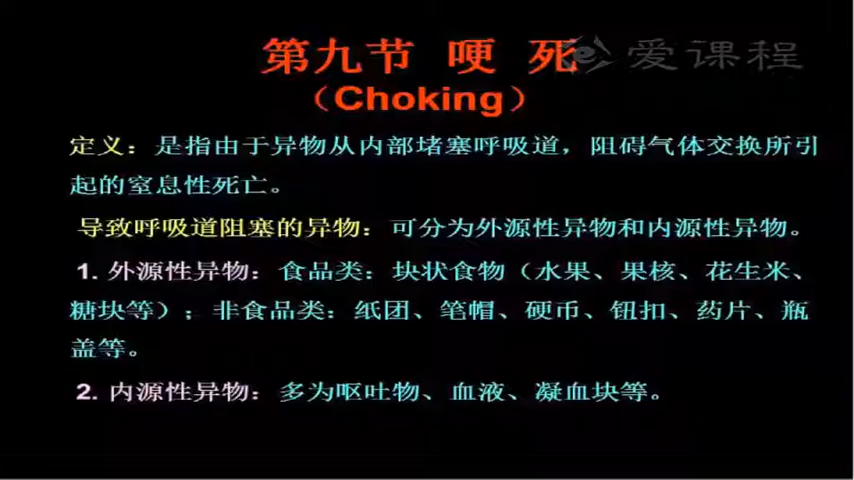 第九节 哽 死
爱课程
（Choking）
定义：是指由于异物从内部堵塞呼吸道，阻碍气体交换所引
起的窒息性死亡。
导致呼吸道阻塞的异物：可分为外源性异物和内源性异物。
1. 外源性异物：食品类：块状食物（水果、果核、花生米、
糖块等）；非食品类：纸团、笔帽、硬币、钮扣、药片、瓶
盖等。
2. 内源性异物：多为呕吐物、血液、凝血块等。